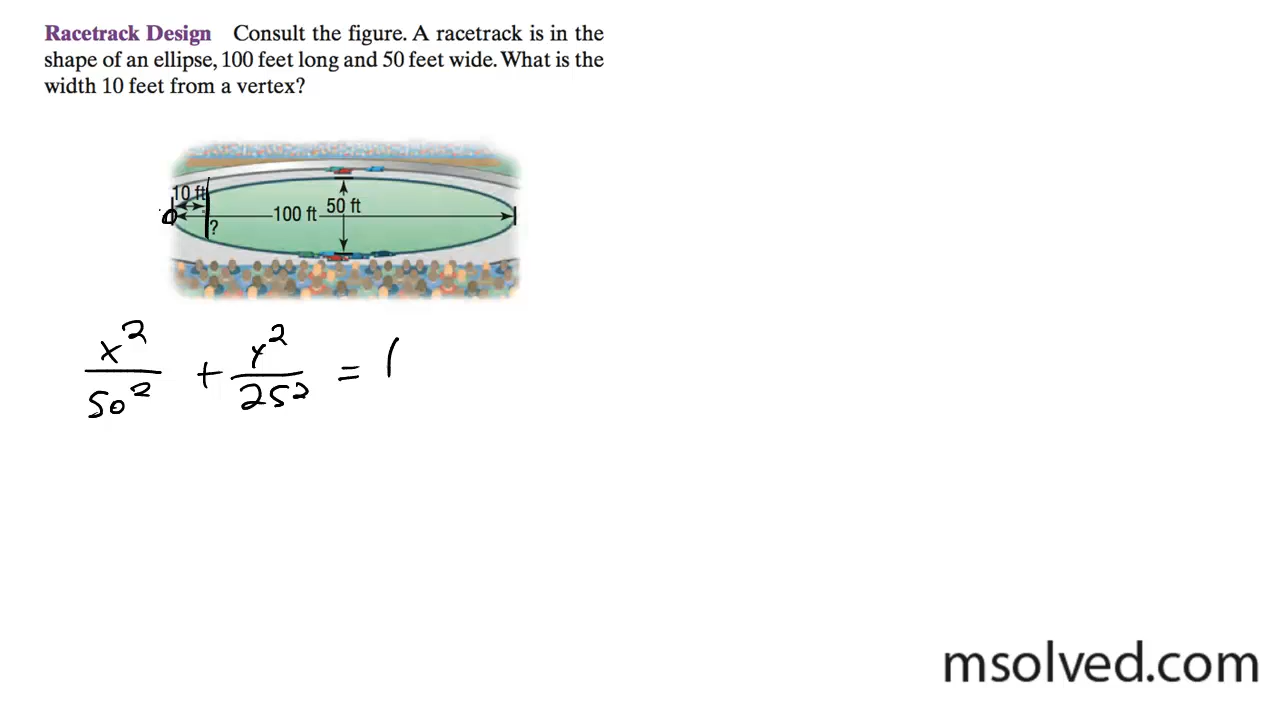 Racetrack Design Consult the figure. A racetrack is in the
shape of an ellipse, 100 feet long and 50 feet wide. What is the
width 10 feet from a vertex?
10 ft
100 ft
50 ft
?
x² / 50² + y² / 25² = 1
msolved.com